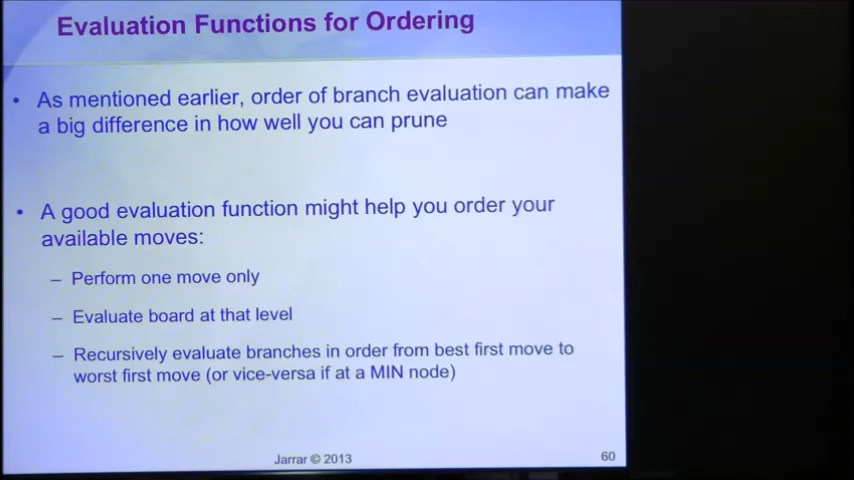 Evaluation Functions for Ordering
• As mentioned earlier, order of branch evaluation can make
a big difference in how well you can prune
• A good evaluation function might help you order your
available moves:
– Perform one move only
– Evaluate board at that level
– Recursively evaluate branches in order from best first move to
worst first move (or vice-versa if at a MIN node)
Jarrar © 2013
60